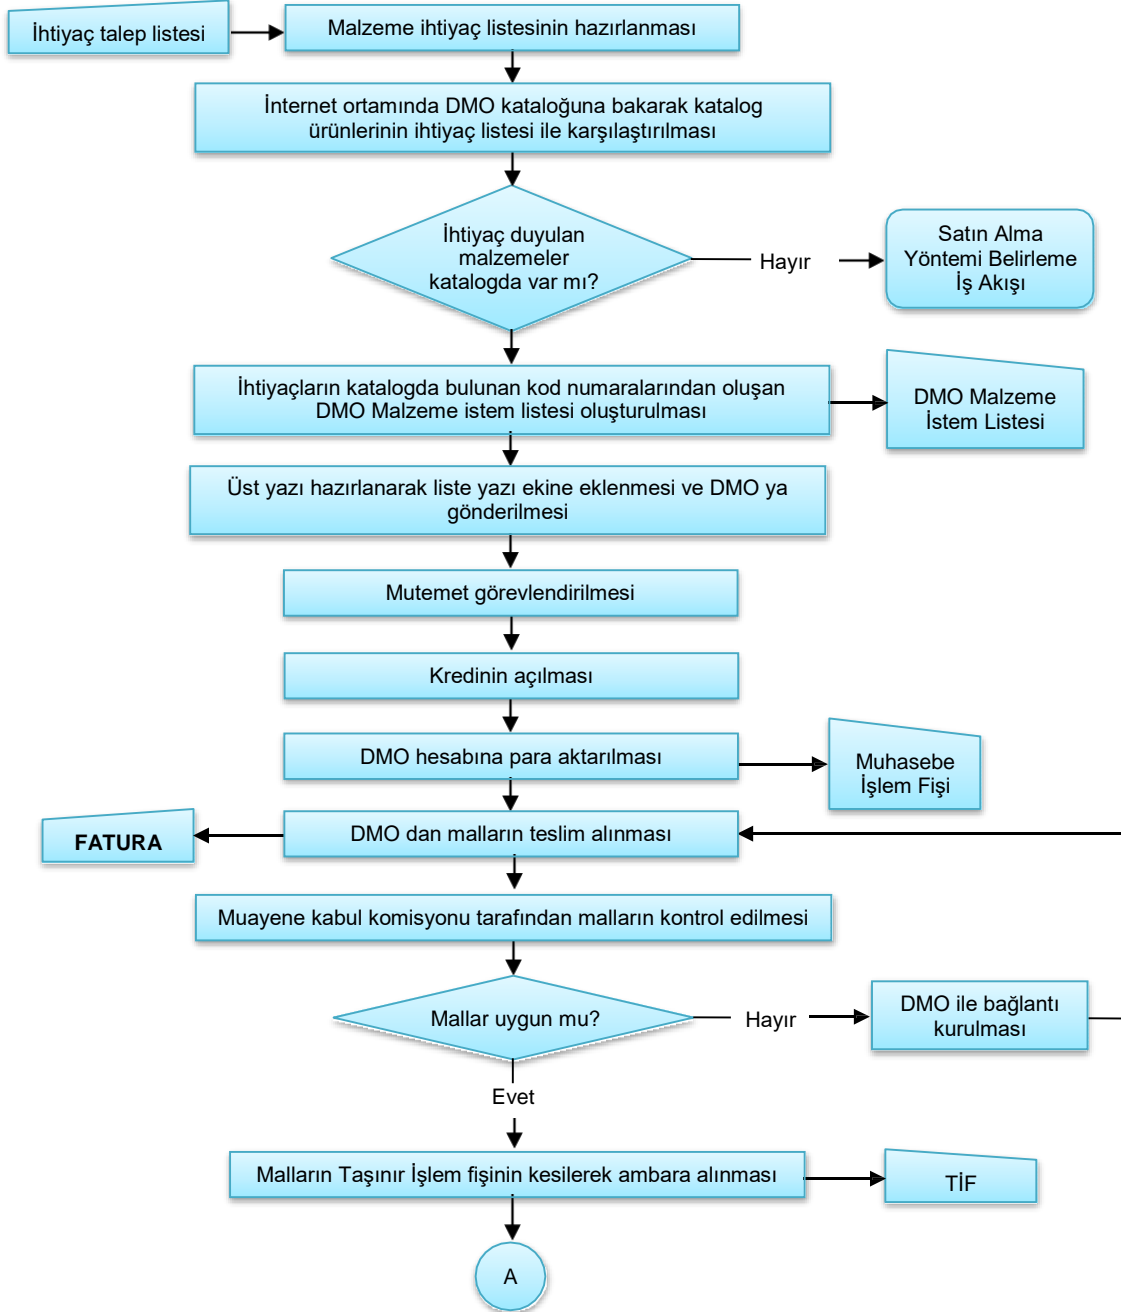 İhtiyaç talep listesi
Malzeme ihtiyaç listesinin hazırlanması
İnternet ortamında DMO kataloğuna bakarak katalog
ürünlerinin ihtiyaç listesi ile karşılaştırılması
İhtiyaç duyulan
malzemeler
katalogda var mı?
Hayır
Satın Alma
Yöntemi Belirleme
İş Akışı
İhtiyaçların katalogda bulunan kod numaralarından oluşan
DMO Malzeme istem listesi oluşturulması
DMO Malzeme
İstem Listesi
Üst yazı hazırlanarak liste yazı ekine eklenmesi ve DMO ya
gönderilmesi
Mutemet görevlendirilmesi
Kredinin açılması
DMO hesabına para aktarılması
Muhasebe
İşlem Fişi
FATURA
DMO dan malların teslim alınması
Muayene kabul komisyonu tarafından malların kontrol edilmesi
Mallar uygun mu?
Hayır
DMO ile bağlantı
kurulması
Evet
Malların Taşınır İşlem fişinin kesilerek ambara alınması
TİF
A